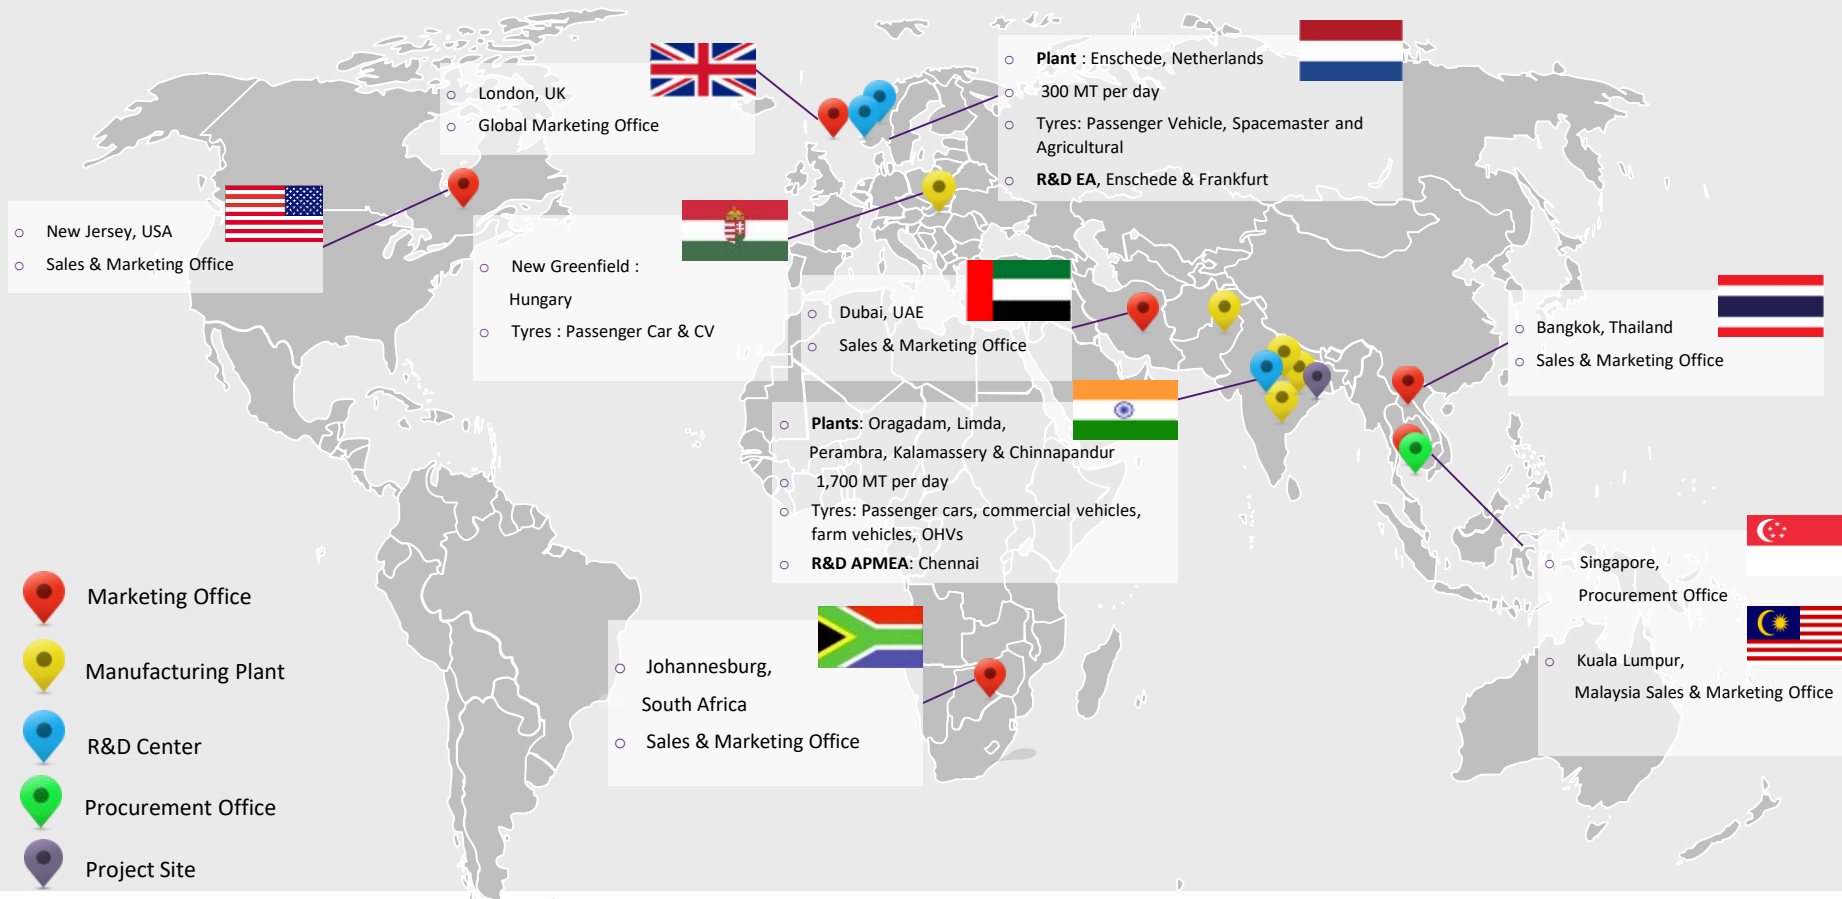 London, UK
Global Marketing Office
Plant : Enschede, Netherlands
300 MT per day
Tyres: Passenger Vehicle, Spacemaster and
Agricultural
R&D EA, Enschede & Frankfurt
New Jersey, USA
Sales & Marketing Office
New Greenfield :
Hungary
Tyres : Passenger Car & CV
Dubai, UAE
Sales & Marketing Office
Bangkok, Thailand
Sales & Marketing Office
Plants: Oragadam, Limda,
Perambra, Kalamassery & Chinnapandur
1,700 MT per day
Tyres: Passenger cars, commercial vehicles,
farm vehicles, OHVs
R&D APMEA: Chennai
Singapore,
Procurement Office
Kuala Lumpur,
Malaysia Sales & Marketing Office
Johannesburg,
South Africa
Sales & Marketing Office
Marketing Office
Manufacturing Plant
R&D Center
Procurement Office
Project Site